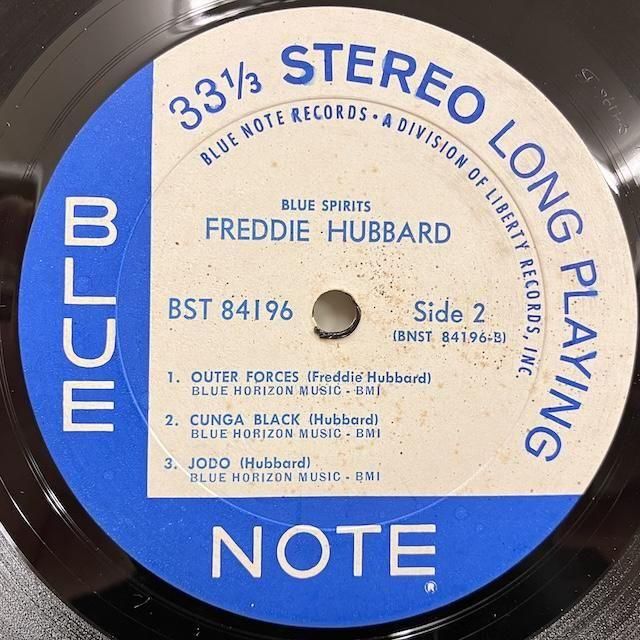 33 1/3 STEREO LONG PLAYING
BLUE NOTE RECORDS • A DIVISION OF LIBERTY RECORDS, INC.
BLUE SPIRITS
FREDDIE HUBBARD
BST 84196
Side 2
(BNST 84196-B)
1. OUTER FORCES (Freddie Hubbard)
BLUE HORIZON MUSIC - BMI
2. CUNGA BLACK (Hubbard)
BLUE HORIZON MUSIC - BMI
3. JODO (Hubbard)
BLUE HORIZON MUSIC - BMI
BLUE
NOTE
®